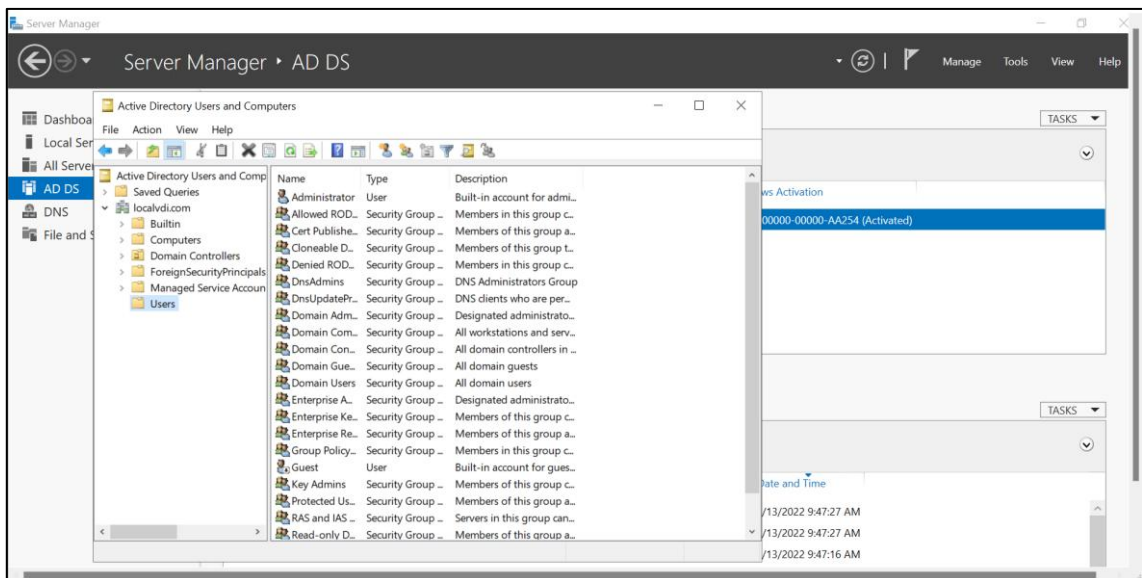 Server Manager
Server Manager ‣ AD DS
Manage Tools View Help
Dashboa
Local Ser
All Server
AD DS
DNS
File and S
TASKS
ws Activation
00000-00000-AA254 (Activated)
TASKS
Date and Time
/13/2022 9:47:27 AM
/13/2022 9:47:27 AM
/13/2022 9:47:16 AM
Active Directory Users and Computers
File Action View Help
Active Directory Users and Comp
Saved Queries
localvdi.com
Builtin
Computers
Domain Controllers
ForeignSecurityPrincipals
Managed Service Accoun
Users
Name Type Description
Administrator User Built-in account for admi...
Allowed ROD... Security Group ... Members in this group c...
Cert Publishe... Security Group ... Members of this group a...
Cloneable D... Security Group ... Members of this group t...
Denied ROD... Security Group ... Members in this group c...
DnsAdmins Security Group ... DNS Administrators Group
DnsUpdatePr... Security Group ... DNS clients who are per...
Domain Adm... Security Group ... Designated administrato...
Domain Com... Security Group ... All workstations and serv...
Domain Con... Security Group ... All domain controllers in ...
Domain Gue... Security Group ... All domain guests
Domain Users Security Group ... All domain users
Enterprise A... Security Group ... Designated administrato...
Enterprise Ke... Security Group ... Members of this group c...
Enterprise Re... Security Group ... Members of this group a...
Group Policy... Security Group ... Members in this group c...
Guest User Built-in account for gues...
Key Admins Security Group ... Members of this group c...
Protected Us... Security Group ... Members of this group a...
RAS and IAS ... Security Group ... Servers in this group can...
Read-only D... Security Group ... Members of this group a...